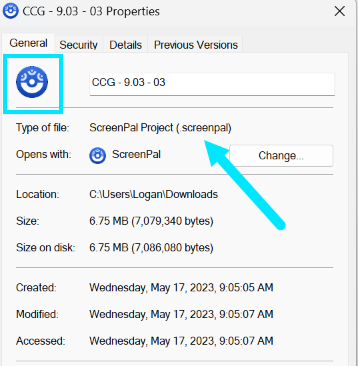 CCG - 9.03 - 03 Properties
General Security Details Previous Versions
CCG - 9.03 - 03
Type of file: ScreenPal Project (.screenpal)
Opens with: ScreenPal Change...
Location: C:\Users\Logan\Downloads
Size: 6.75 MB (7,079,340 bytes)
Size on disk: 6.75 MB (7,086,080 bytes)
Created: Wednesday, May 17, 2023, 9:05:05 AM
Modified: Wednesday, May 17, 2023, 9:05:07 AM
Accessed: Wednesday, May 17, 2023, 9:05:07 AM